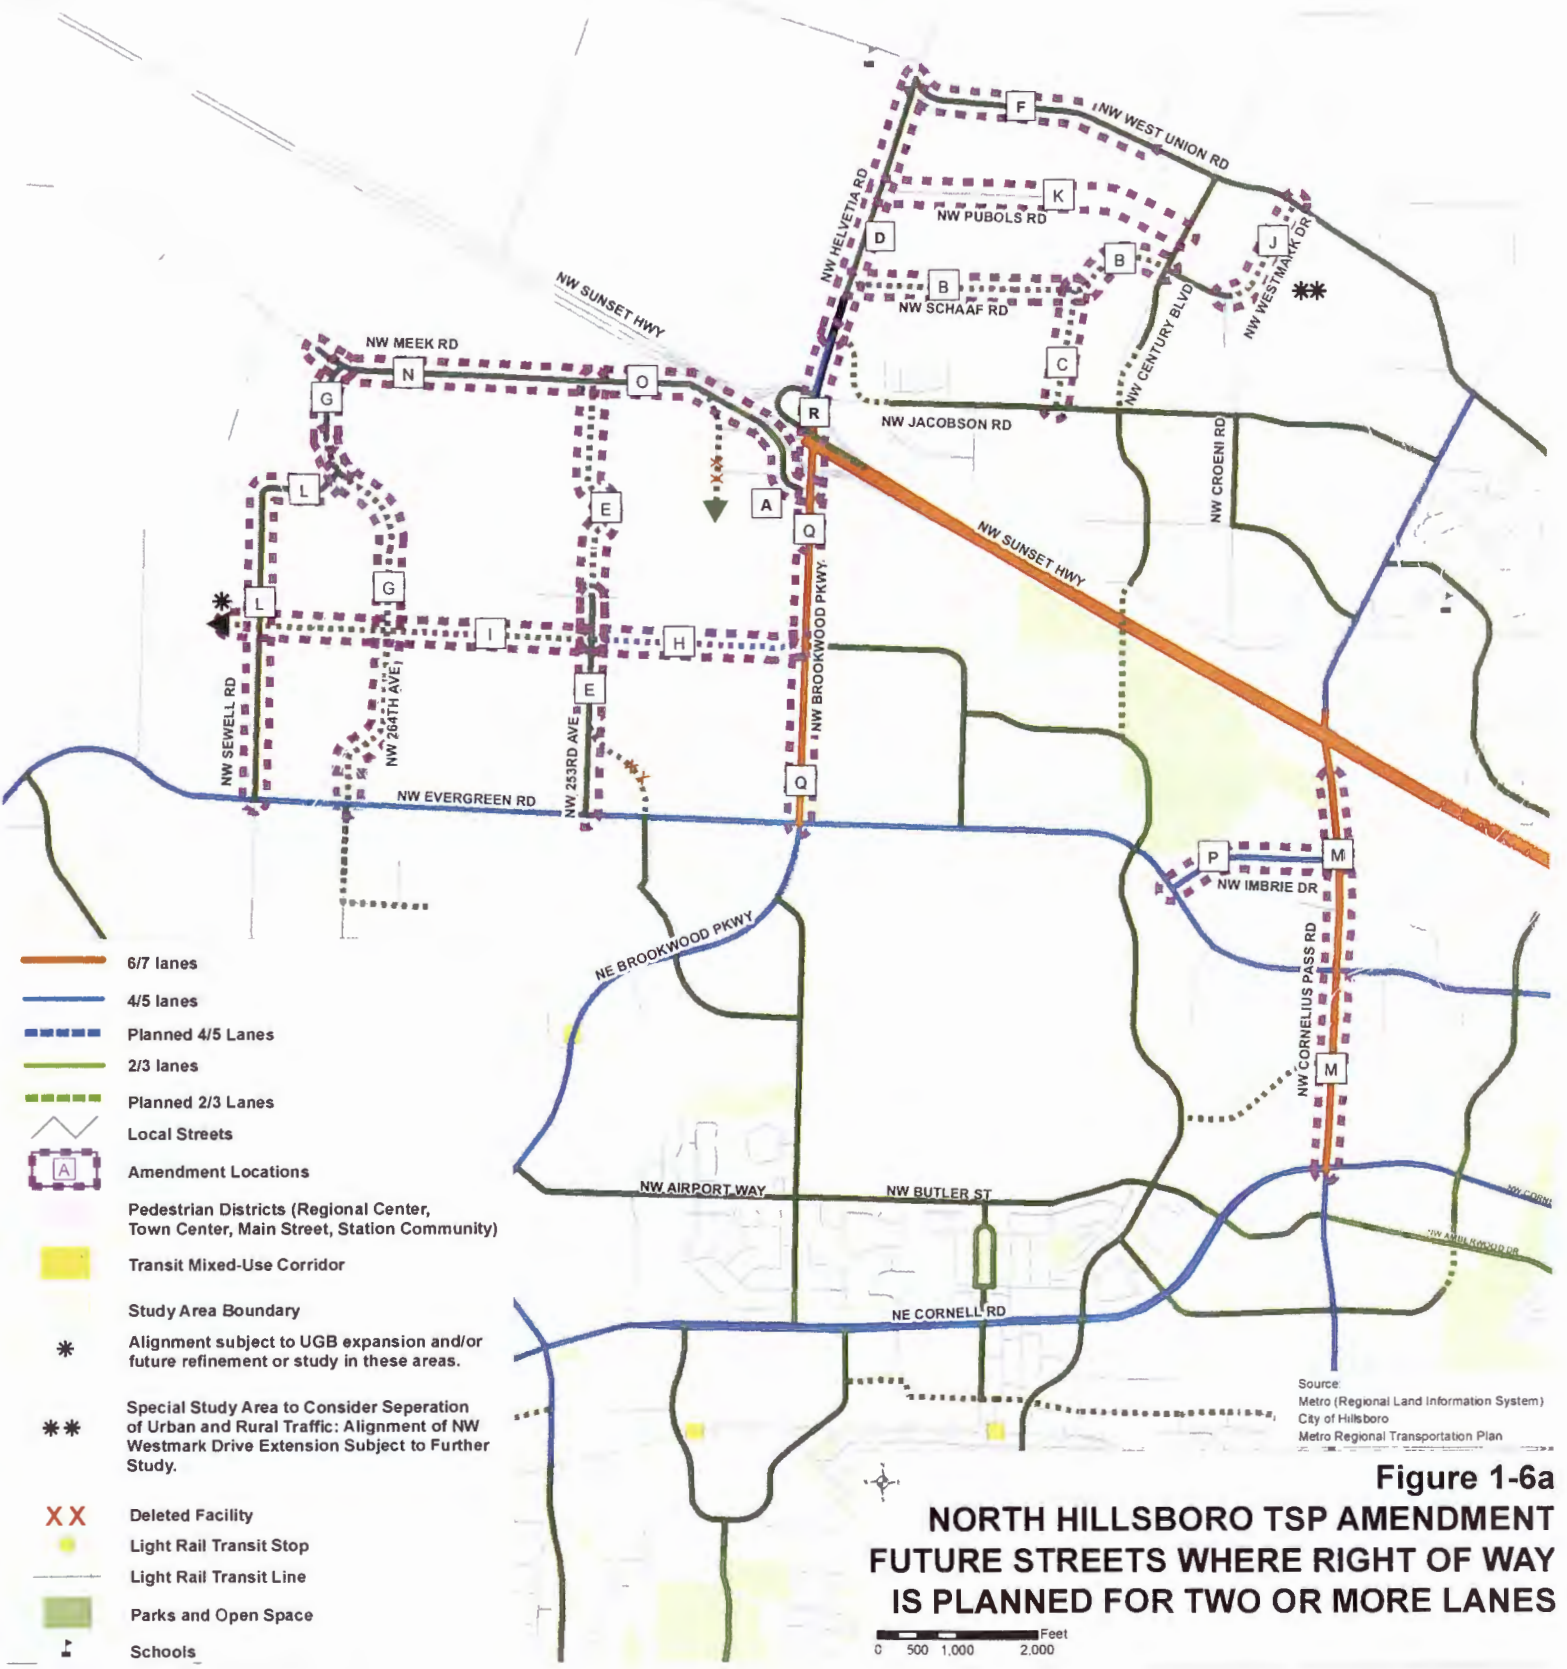 F
NW WEST UNION RD
K
NW PUBOLS RD
NW HELVETIA RD
D
J
NW WESTMARK DR
**
B
B
NW SCHAAF RD
NW CENTURY BLVD
C
NW SUNSET HWY
NW MEEK RD
N
O
G
R
NW JACOBSON RD
NW CROENI RD
L
E
A
Q
NW SUNSET HWY
NW BROOKWOOD PKWY
G
*
L
I
H
E
NW SEWELL RD
NW 264TH AVE
NW 253RD AVE
XX
X X
Q
NW EVERGREEN RD
P
M
NW IMBRIE DR
NW CORNELIUS PASS RD
NE BROOKWOOD PKWY
M
NW AIRPORT WAY
NW BUTLER ST
NW AMBERWOOD DR
NE CORNELL RD
6/7 lanes
4/5 lanes
Planned 4/5 Lanes
2/3 lanes
Planned 2/3 Lanes
Local Streets
A
Amendment Locations
Pedestrian Districts (Regional Center,
Town Center, Main Street, Station Community)
Transit Mixed-Use Corridor
Study Area Boundary
*
Alignment subject to UGB expansion and/or
future refinement or study in these areas.
**
Special Study Area to Consider Seperation
of Urban and Rural Traffic: Alignment of NW
Westmark Drive Extension Subject to Further
Study.
X X
Deleted Facility
Light Rail Transit Stop
Light Rail Transit Line
Parks and Open Space
Schools
Source:
Metro (Regional Land Information System)
City of Hillsboro
Metro Regional Transportation Plan
Figure 1-6a
NORTH HILLSBORO TSP AMENDMENT
FUTURE STREETS WHERE RIGHT OF WAY
IS PLANNED FOR TWO OR MORE LANES
Feet
0 500 1,000 2,000